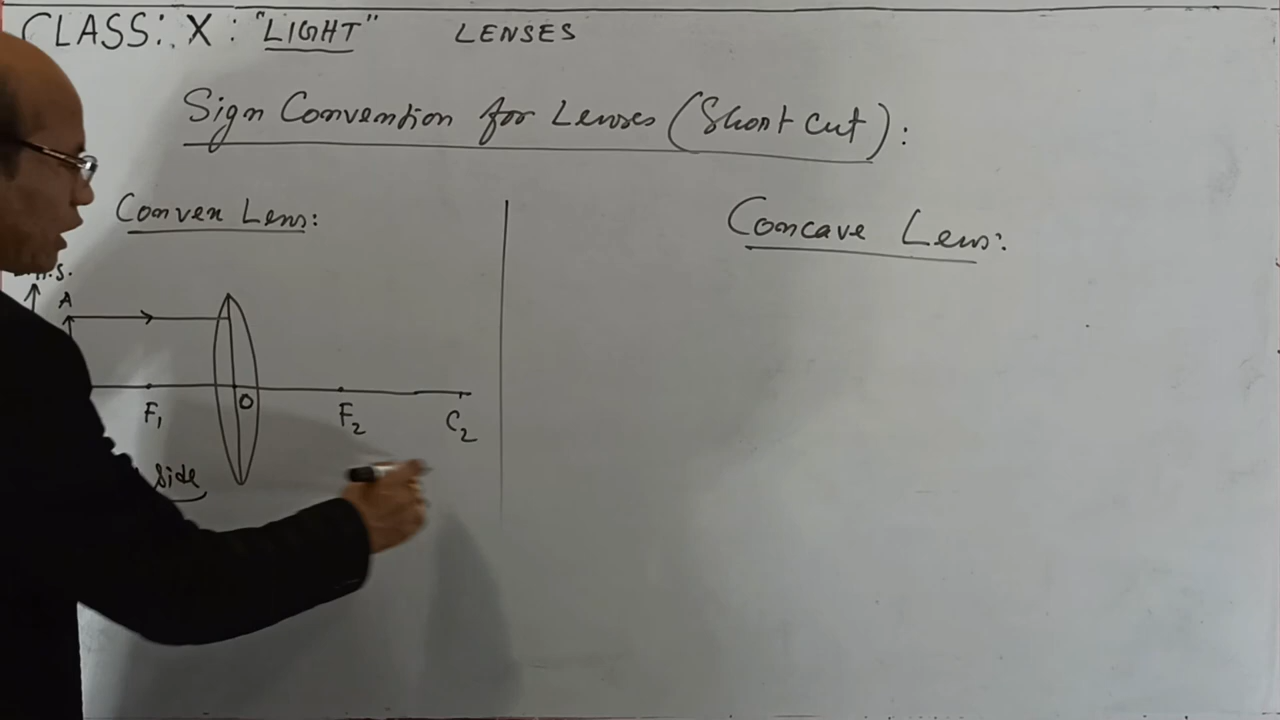 CLASS: X: "LIGHT" LENSES
Sign Convention for Lenses (Short cut):
Convex Lens:
Concave Lens:
A
O
F₁
F₂
C₂
Side